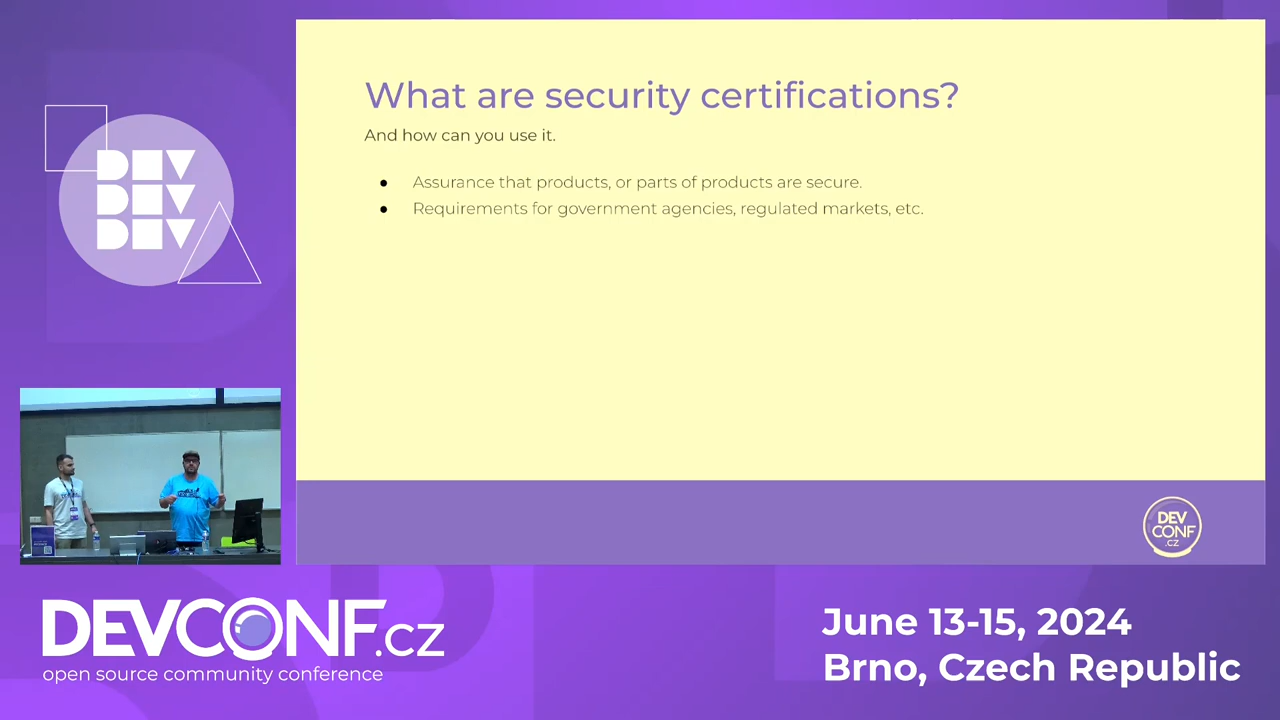 What are security certifications?
And how can you use it.
Assurance that products, or parts of products are secure.
Requirements for government agencies, regulated markets, etc.
DEV
DEV
DEV
DEV
CONF
.CZ
DEVCONF.cz
open source community conference
June 13-15, 2024
Brno, Czech Republic